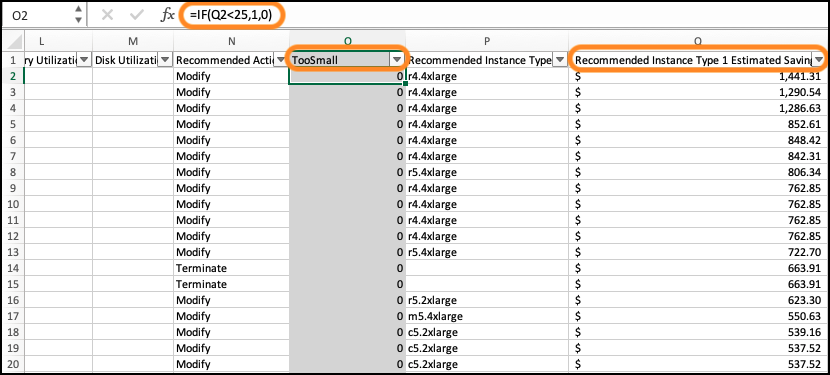 O2 fx =IF(Q2<25,1,0)
L M N O P Q
1 ry Utilizati Disk Utilizati Recommended Acti TooSmall Recommended Instance Type Recommended Instance Type 1 Estimated Saving
2 Modify 0 r4.4xlarge $ 1,441.31
3 Modify 0 r4.4xlarge $ 1,290.54
4 Modify 0 r4.4xlarge $ 1,286.63
5 Modify 0 r4.4xlarge $ 852.61
6 Modify 0 r4.4xlarge $ 848.42
7 Modify 0 r4.4xlarge $ 842.31
8 Modify 0 r5.4xlarge $ 806.34
9 Modify 0 r4.4xlarge $ 762.85
10 Modify 0 r4.4xlarge $ 762.85
11 Modify 0 r4.4xlarge $ 762.85
12 Modify 0 r4.4xlarge $ 762.85
13 Modify 0 r5.4xlarge $ 722.70
14 Terminate 0 $ 663.91
15 Terminate 0 $ 663.91
16 Modify 0 r5.2xlarge $ 623.30
17 Modify 0 m5.4xlarge $ 550.63
18 Modify 0 c5.2xlarge $ 539.16
19 Modify 0 c5.2xlarge $ 537.52
20 Modify 0 c5.2xlarge $ 537.52